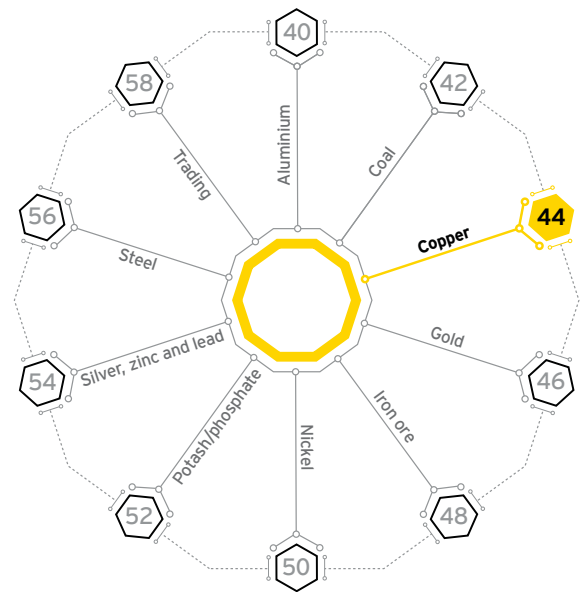 40
Aluminium
42
Coal
44
Copper
46
Gold
48
Iron ore
50
Nickel
52
Potash/phosphate
54
Silver, zinc and lead
56
Steel
58
Trading